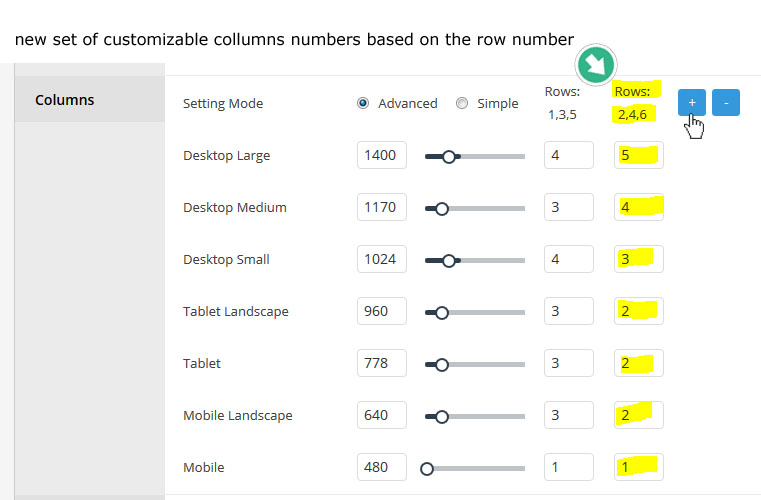 new set of customizable collumns numbers based on the row number
Columns
Setting Mode Advanced Simple Rows: 1,3,5 Rows: 2,4,6 + -
Desktop Large 1400 4 5
Desktop Medium 1170 3 4
Desktop Small 1024 4 3
Tablet Landscape 960 3 2
Tablet 778 3 2
Mobile Landscape 640 3 2
Mobile 480 1 1